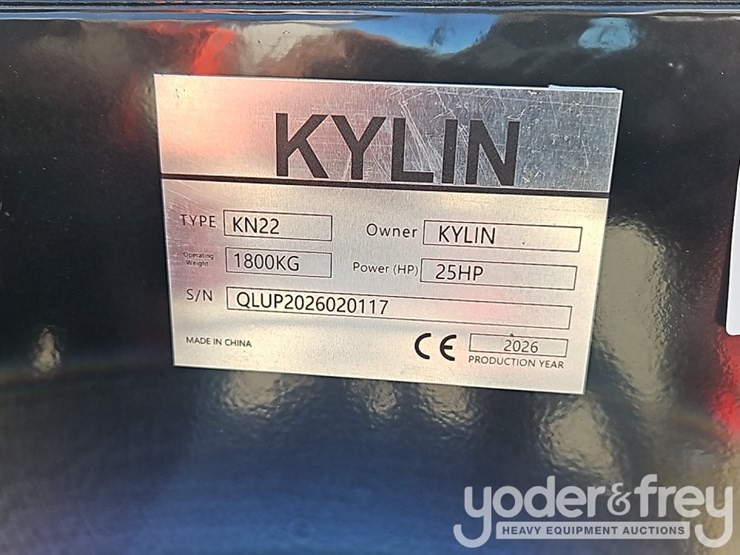 KYLIN
TYPE KN22 Owner KYLIN
Operating Weight 1800KG Power (HP) 25HP
S/N QLUP2026020117
MADE IN CHINA CE 2026
PRODUCTION YEAR
yoder&frey
HEAVY EQUIPMENT AUCTIONS